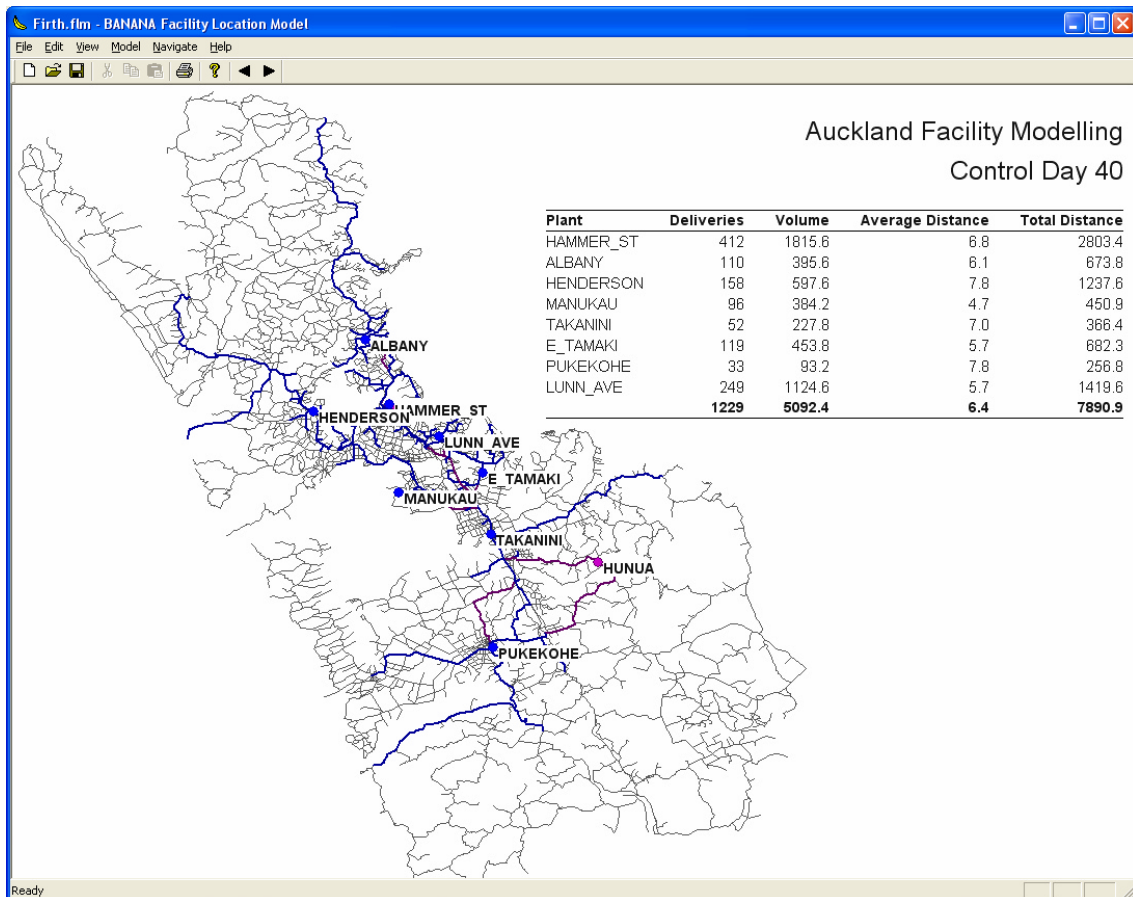 Firth.flm - BANANA Facility Location Model
File Edit View Model Navigate Help
Auckland Facility Modelling
Control Day 40
Plant Deliveries Volume Average Distance Total Distance
HAMMER_ST 412 1815.6 6.8 2803.4
ALBANY 110 395.6 6.1 673.8
HENDERSON 158 597.6 7.8 1237.6
MANUKAU 96 384.2 4.7 450.9
TAKANINI 52 227.8 7.0 366.4
E_TAMAKI 119 453.8 5.7 682.3
PUKEKOHE 33 93.2 7.8 256.8
LUNN_AVE 249 1124.6 5.7 1419.6
1229 5092.4 6.4 7890.9
ALBANY
HAMMER_ST
HENDERSON
LUNN_AVE
E_TAMAKI
MANUKAU
TAKANINI
HUNUA
PUKEKOHE
Ready